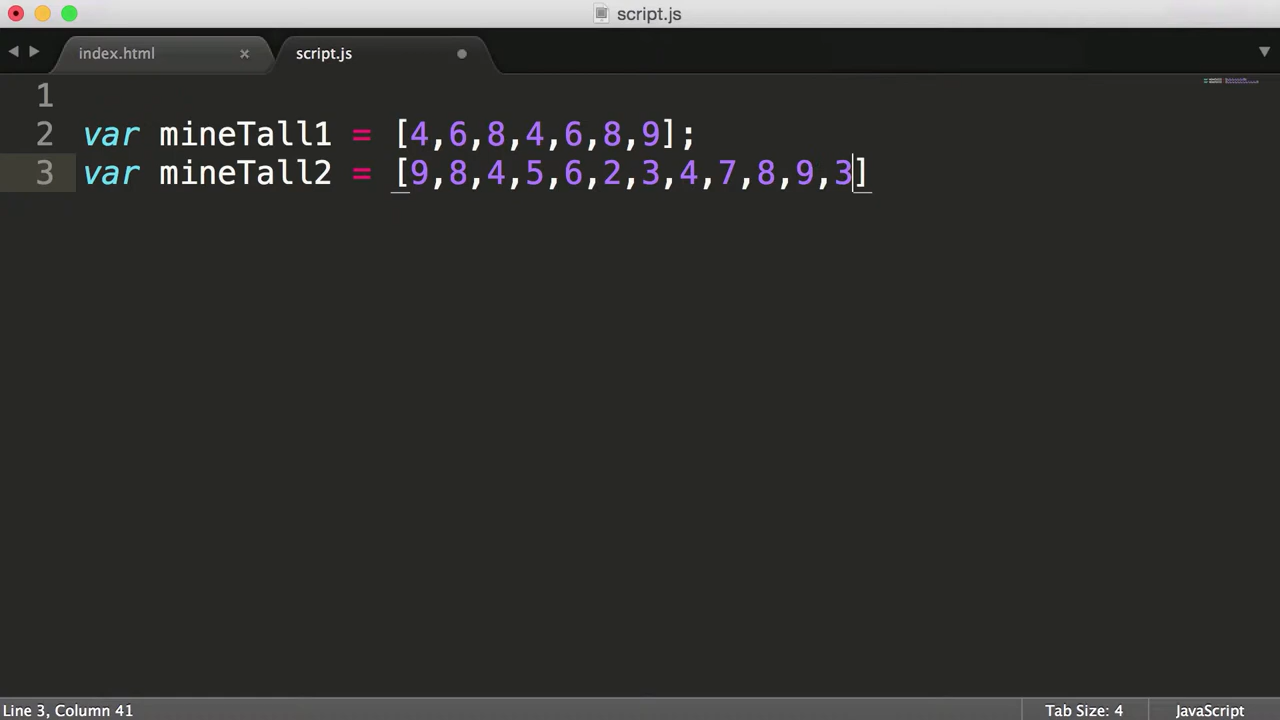 script.js
index.html × script.js
1
2 var mineTall1 = [4,6,8,4,6,8,9];
3 var mineTall2 = [9,8,4,5,6,2,3,4,7,8,9,3]
Line 3, Column 41 Tab Size: 4 JavaScript